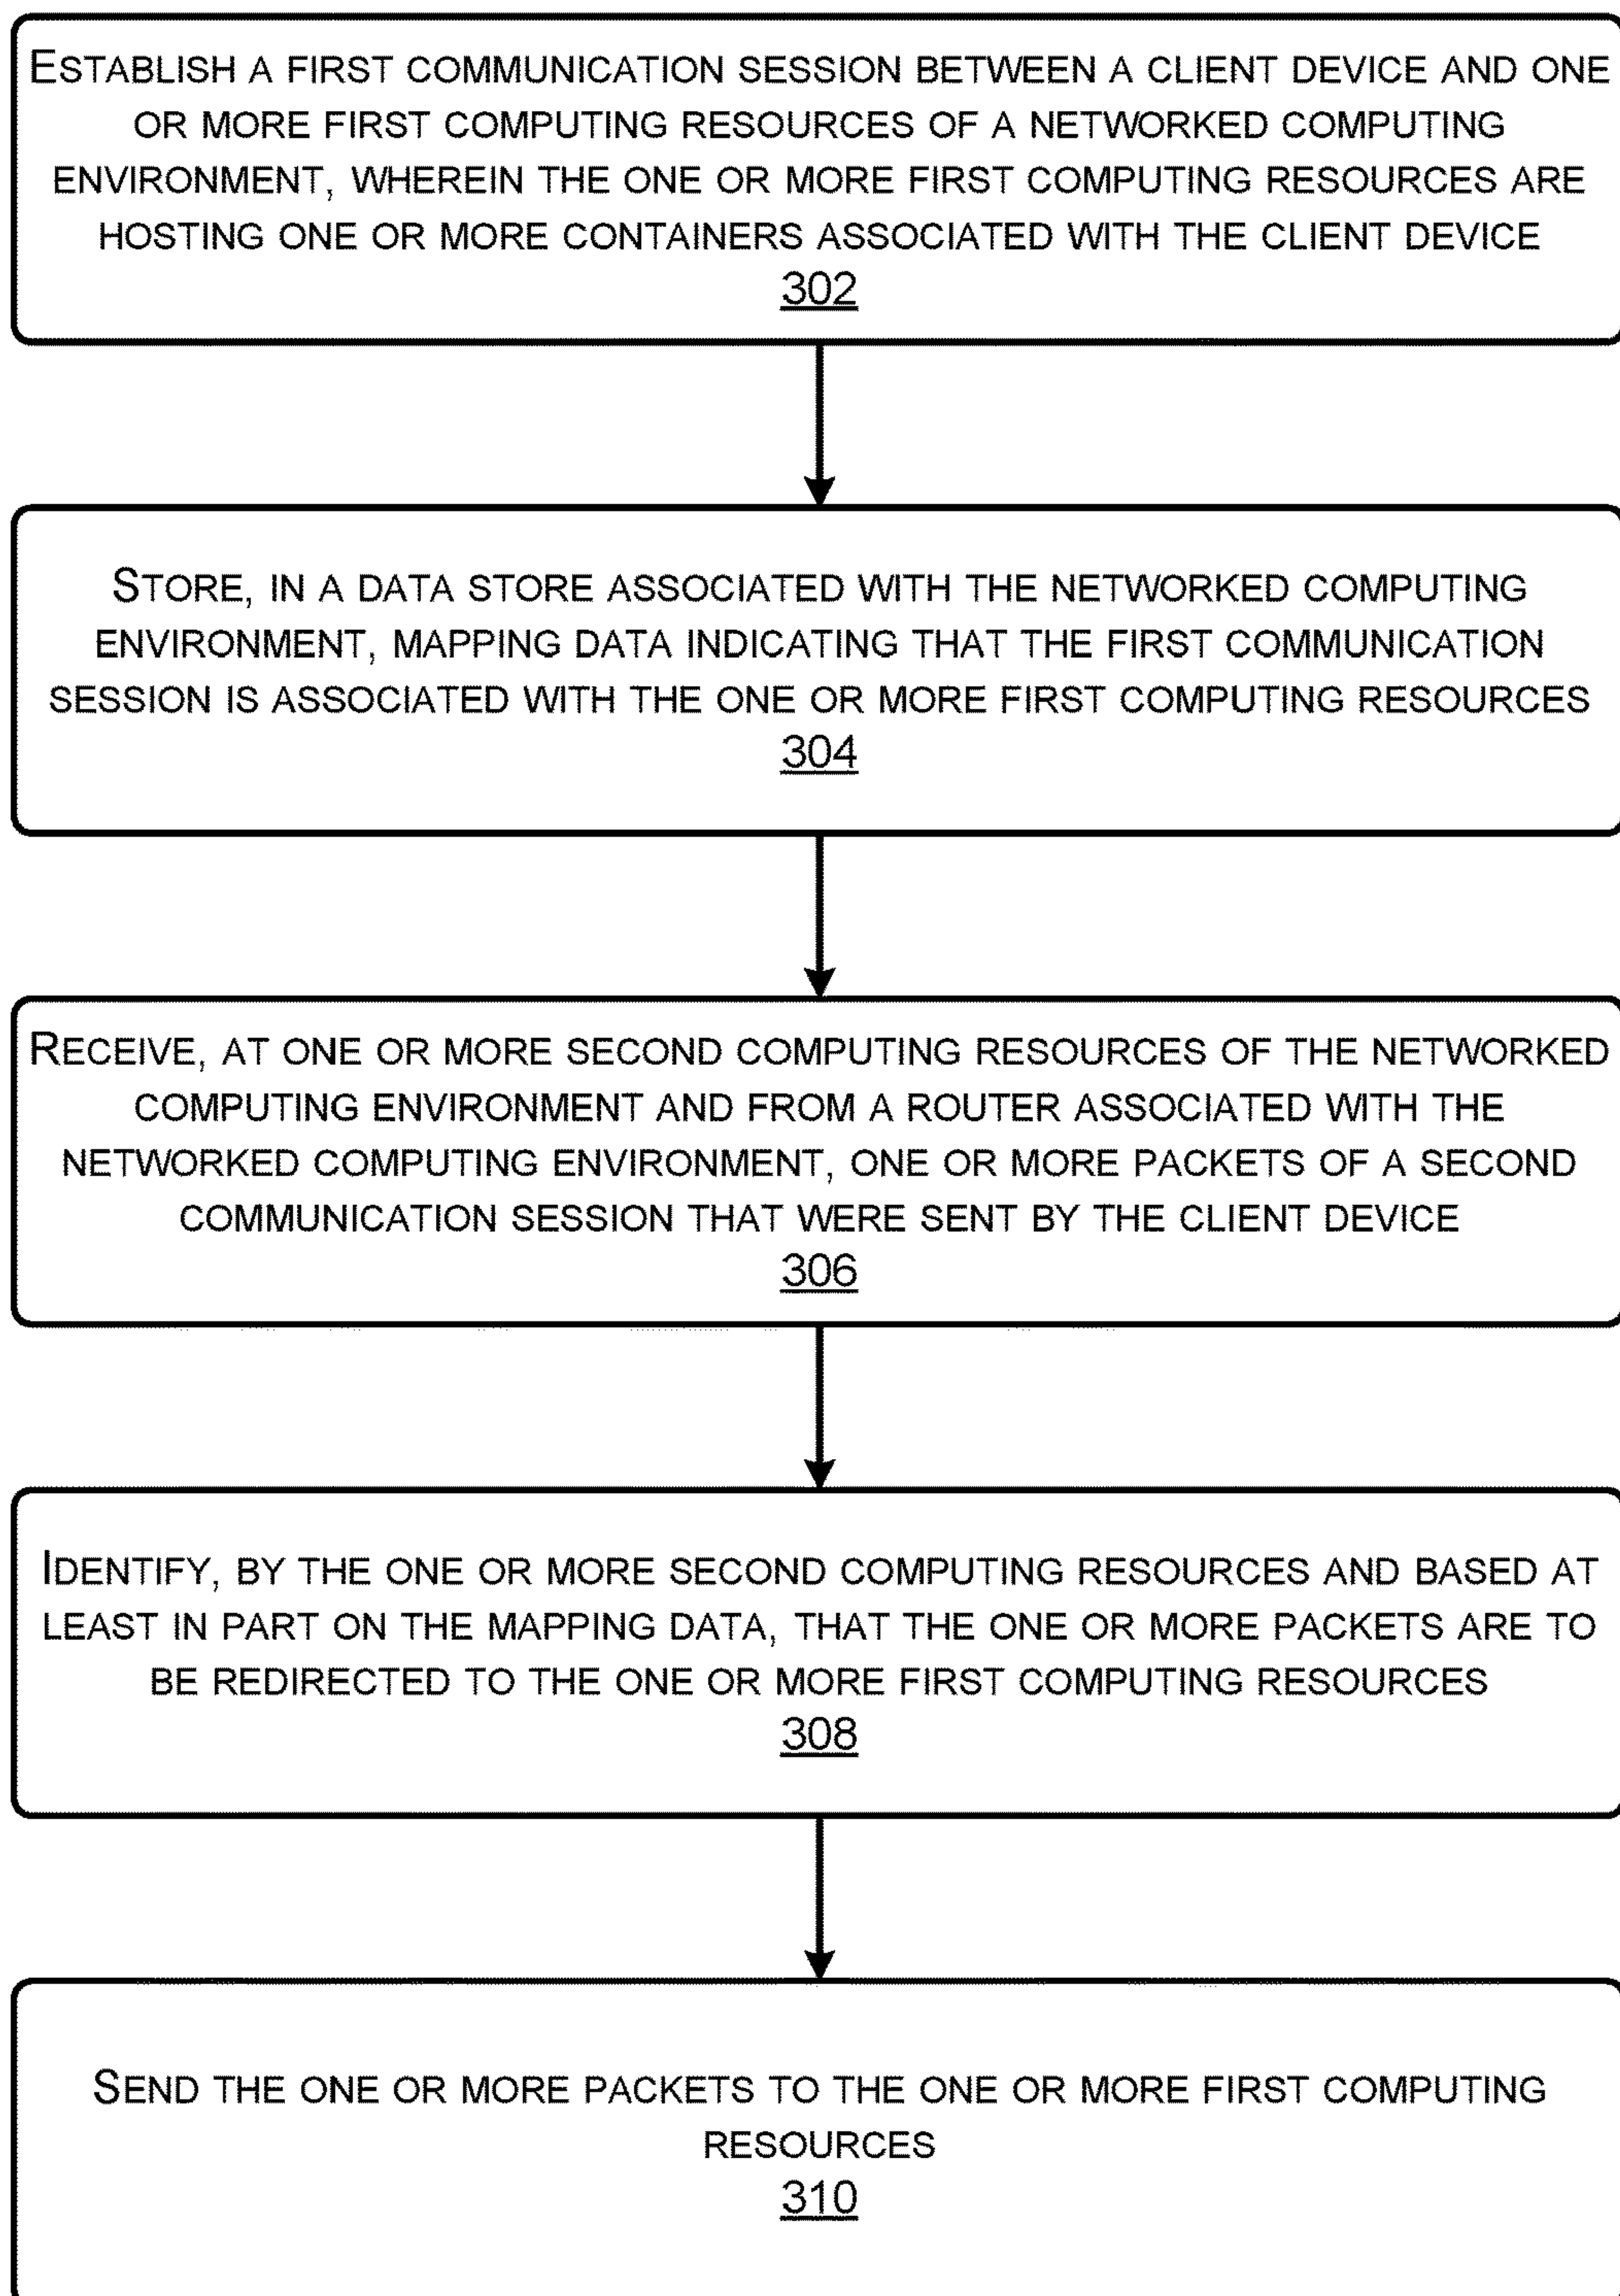 ESTABLISH A FIRST COMMUNICATION SESSION BETWEEN A CLIENT DEVICE AND ONE
OR MORE FIRST COMPUTING RESOURCES OF A NETWORKED COMPUTING
ENVIRONMENT, WHEREIN THE ONE OR MORE FIRST COMPUTING RESOURCES ARE
HOSTING ONE OR MORE CONTAINERS ASSOCIATED WITH THE CLIENT DEVICE
302
STORE, IN A DATA STORE ASSOCIATED WITH THE NETWORKED COMPUTING
ENVIRONMENT, MAPPING DATA INDICATING THAT THE FIRST COMMUNICATION
SESSION IS ASSOCIATED WITH THE ONE OR MORE FIRST COMPUTING RESOURCES
304
RECEIVE, AT ONE OR MORE SECOND COMPUTING RESOURCES OF THE NETWORKED
COMPUTING ENVIRONMENT AND FROM A ROUTER ASSOCIATED WITH THE
NETWORKED COMPUTING ENVIRONMENT, ONE OR MORE PACKETS OF A SECOND
COMMUNICATION SESSION THAT WERE SENT BY THE CLIENT DEVICE
306
IDENTIFY, BY THE ONE OR MORE SECOND COMPUTING RESOURCES AND BASED AT
LEAST IN PART ON THE MAPPING DATA, THAT THE ONE OR MORE PACKETS ARE TO
BE REDIRECTED TO THE ONE OR MORE FIRST COMPUTING RESOURCES
308
SEND THE ONE OR MORE PACKETS TO THE ONE OR MORE FIRST COMPUTING
RESOURCES
310